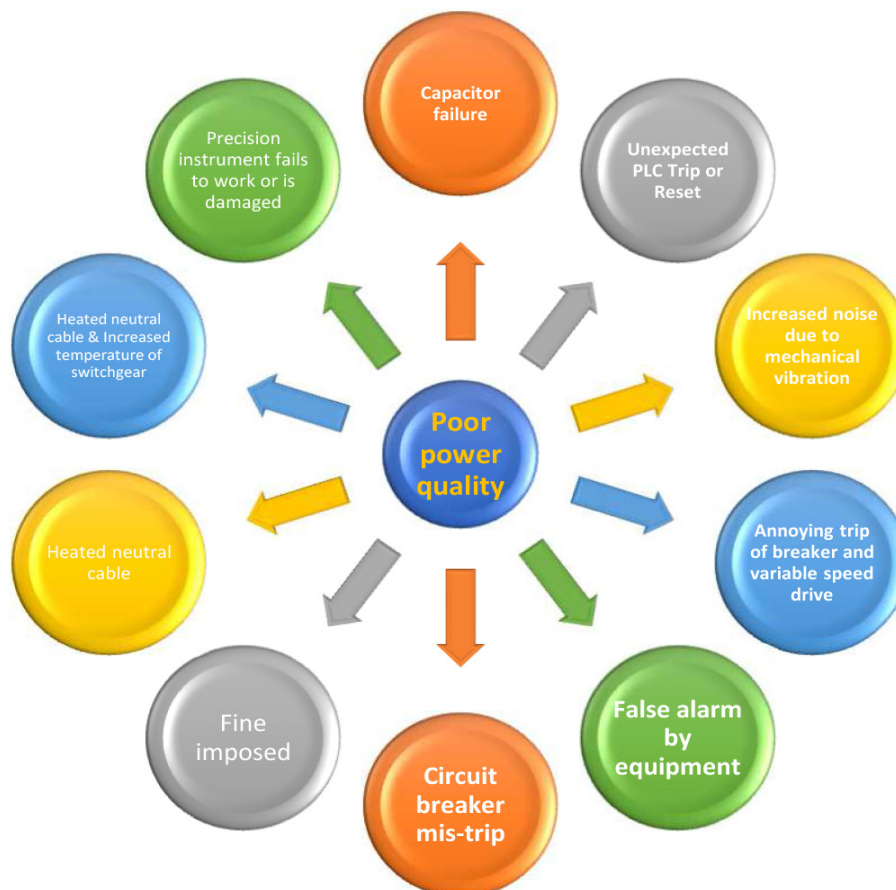 Capacitor
failure
Unexpected
PLC Trip or
Reset
Increased noise
due to
mechanical
vibration
Annoying trip
of breaker and
variable speed
drive
False alarm
by
equipment
Circuit
breaker
mis-trip
Fine
imposed
Heated neutral
cable
Heated neutral
cable & Increased
temperature of
switchgear
Precision
instrument fails
to work or is
damaged
Poor
power
quality